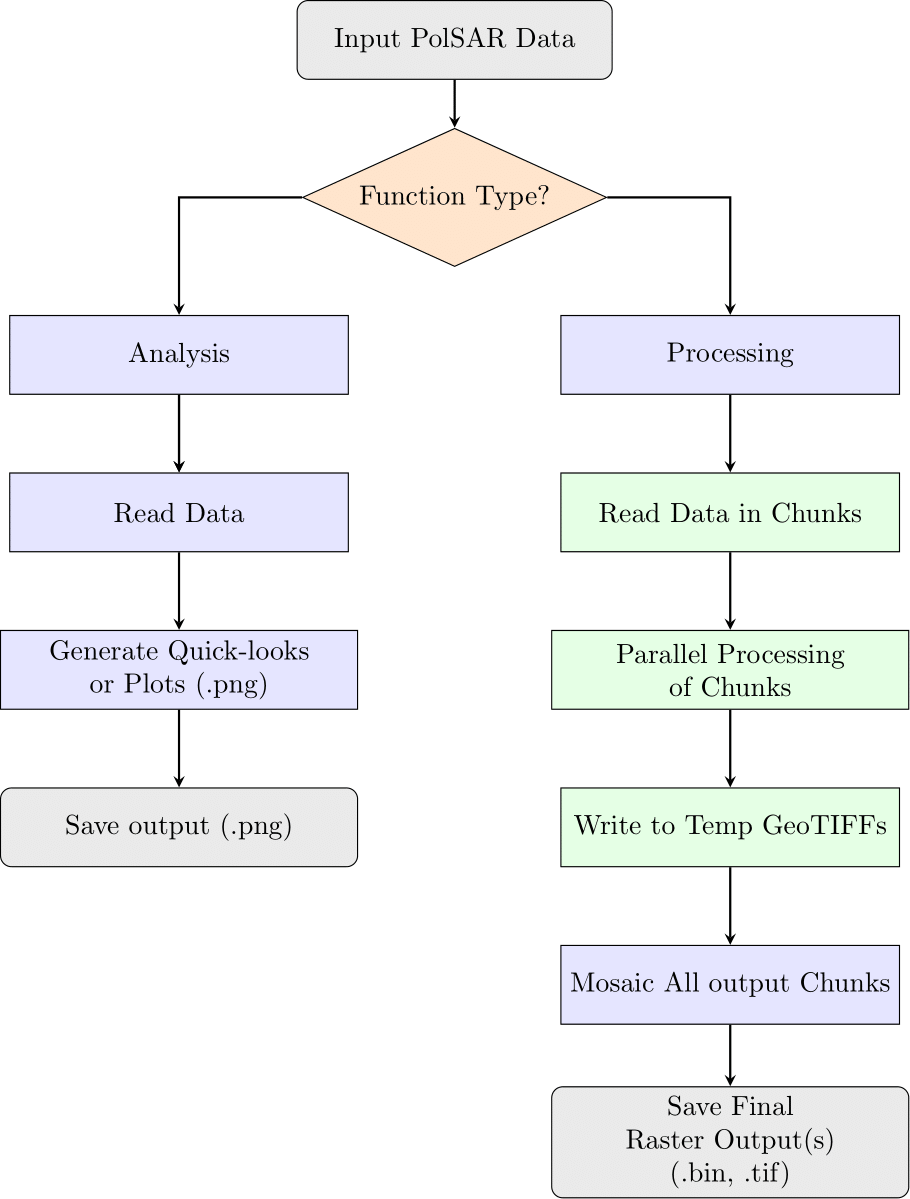 Input PolSAR Data
Function Type?
Analysis
Read Data
Generate Quick-looks
or Plots (.png)
Save output (.png)
Processing
Read Data in Chunks
Parallel Processing
of Chunks
Write to Temp GeoTIFFs
Mosaic All output Chunks
Save Final
Raster Output(s)
(.bin, .tif)